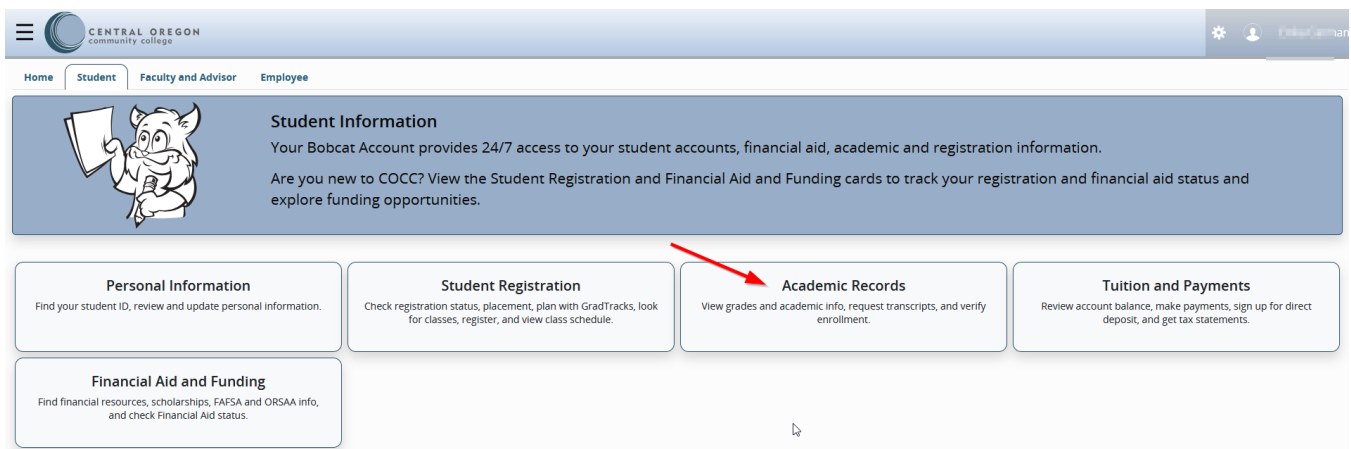 CENTRAL OREGON
community college
Home Student Faculty and Advisor Employee
Student Information
Your Bobcat Account provides 24/7 access to your student accounts, financial aid, academic and registration information.
Are you new to COCC? View the Student Registration and Financial Aid and Funding cards to track your registration and financial aid status and
explore funding opportunities.
Personal Information
Find your student ID, review and update personal information.
Student Registration
Check registration status, placement, plan with GradTracks, look
for classes, register, and view class schedule.
Academic Records
View grades and academic info, request transcripts, and verify
enrollment.
Tuition and Payments
Review account balance, make payments, sign up for direct
deposit, and get tax statements.
Financial Aid and Funding
Find financial resources, scholarships, FAFSA and ORSAA info,
and check Financial Aid status.